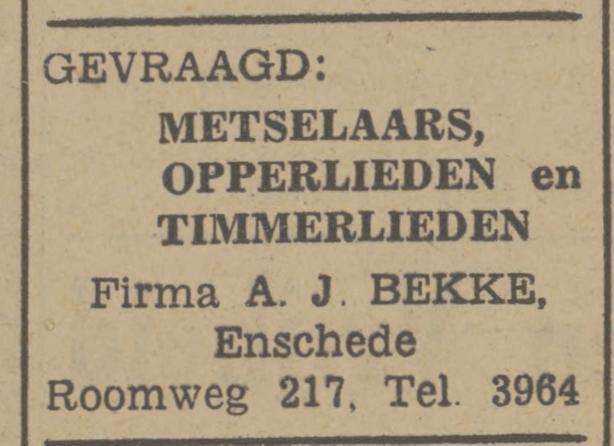 GEVRAAGD:
METSELAARS,
OPPERLIEDEN en
TIMMERLIEDEN
Firma A. J. BEKKE,
Enschede
Roomweg 217, Tel. 3964